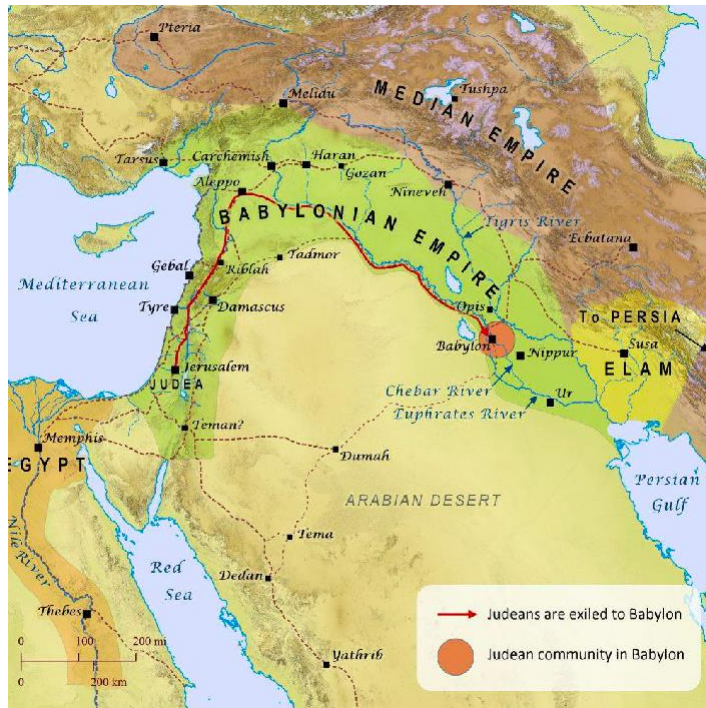 Pteria
Tushpa
MEDIAN EMPIRE
Melidu
Tarsus
Carchemish
Haran
Gozan
Aleppo
Nineveh
BABYLONIAN EMPIRE
Tigris River
Ecbatana
Mediterranean
Sea
Gebal
Riblah
Tadmor
Tyre
Damascus
Opis
To PERSIA
Babylon
Nippur
Susa
ELAM
Jerusalem
JUDEA
Chebar River
Euphrates River
Ur
Teman?
Memphis
EGYPT
Dumah
Persian
Gulf
ARABIAN DESERT
Nile River
Tema
Red
Sea
Dedan
Thebes
Yathrib
0 100 200 mi
0 200 km
Judeans are exiled to Babylon
Judean community in Babylon